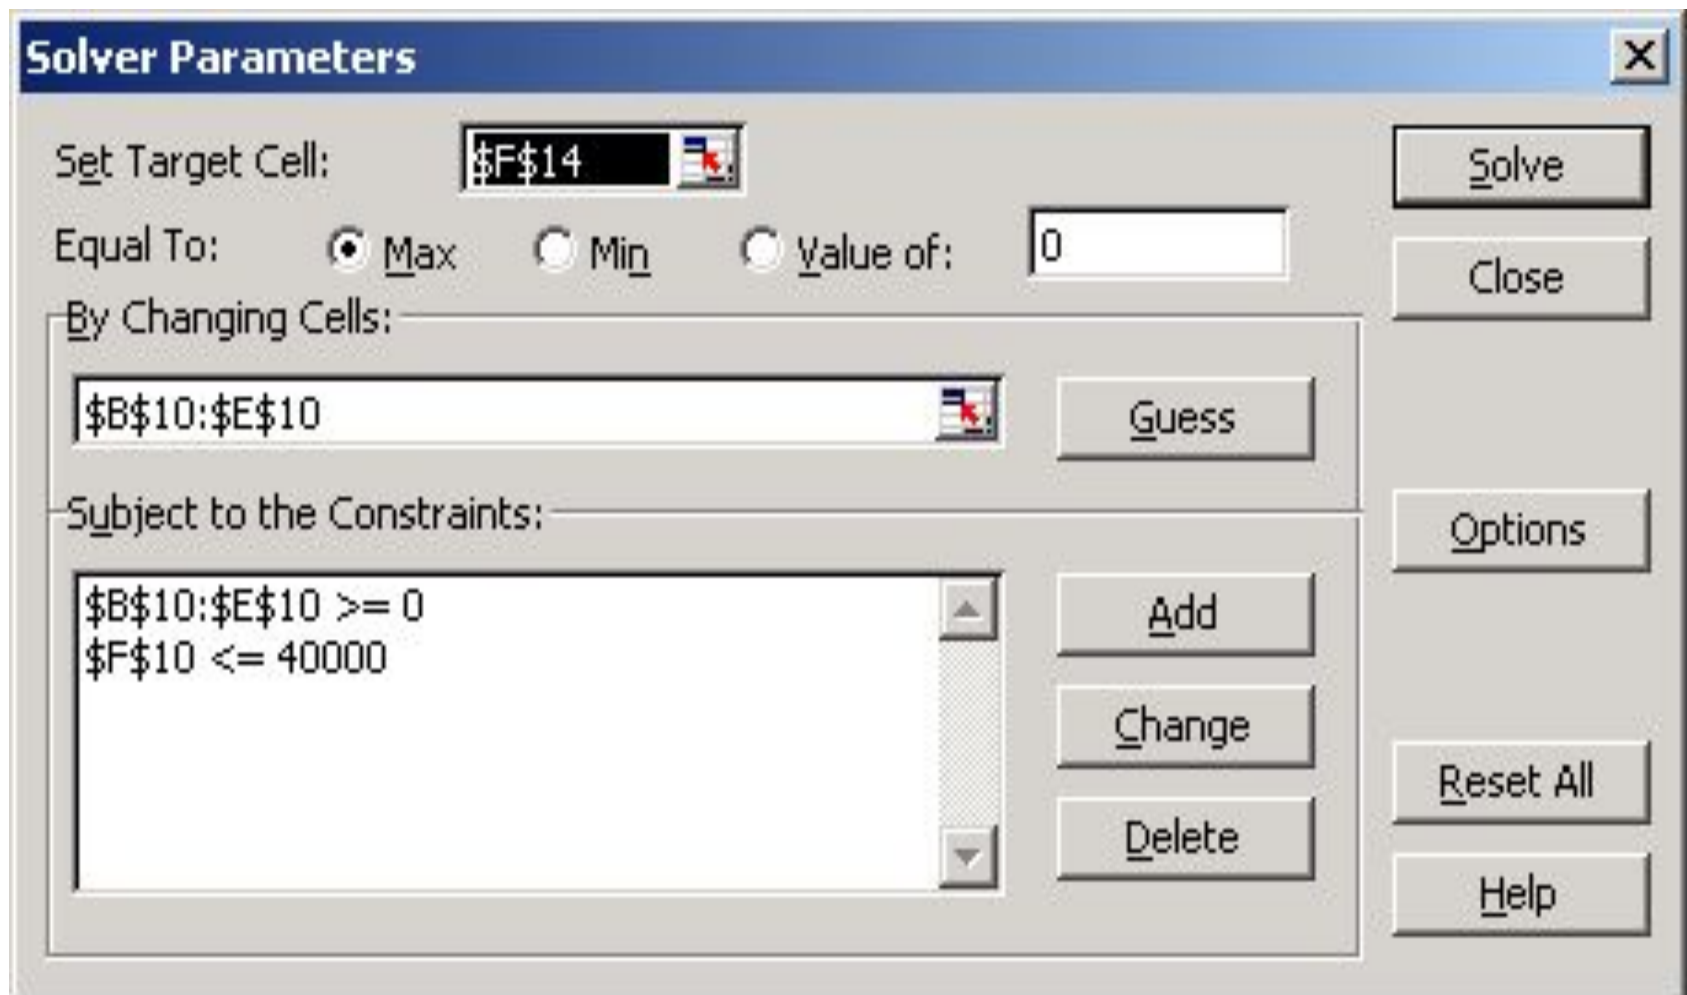 Solver Parameters
Set Target Cell: $F$14
Solve
Equal To: Max Min Value of: 0
Close
By Changing Cells:
$B$10:$E$10
Guess
Subject to the Constraints:
Options
$B$10:$E$10 >= 0
Add
$F$10 <= 40000
Change
Reset All
Delete
Help